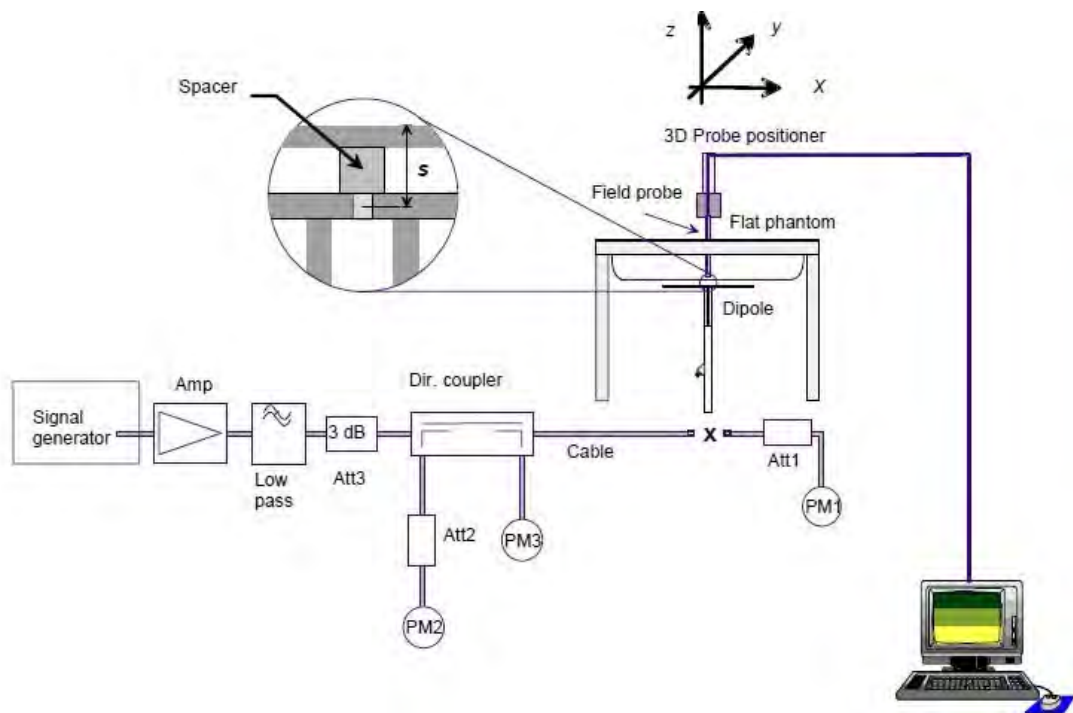 z
y
x
Spacer
s
3D Probe positioner
Field probe
Flat phantom
Dipole
Dir. coupler
Amp
Signal
generator
3 dB
Cable
x
Att1
Low
pass
Att3
PM1
Att2
PM3
PM2